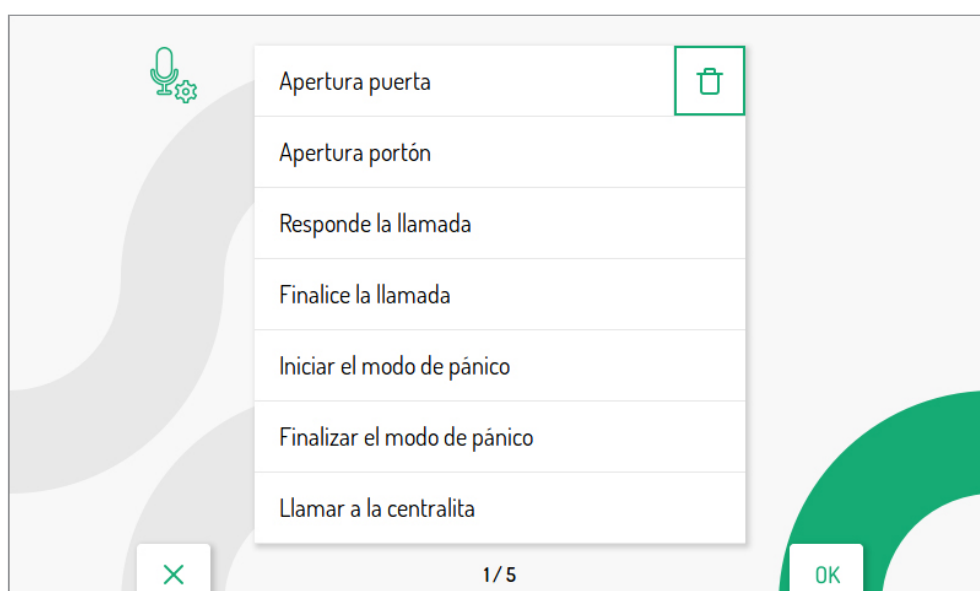 Apertura puerta
Apertura portón
Responde la llamada
Finalice la llamada
Iniciar el modo de pánico
Finalizar el modo de pánico
Llamar a la centralita
1/5
OK